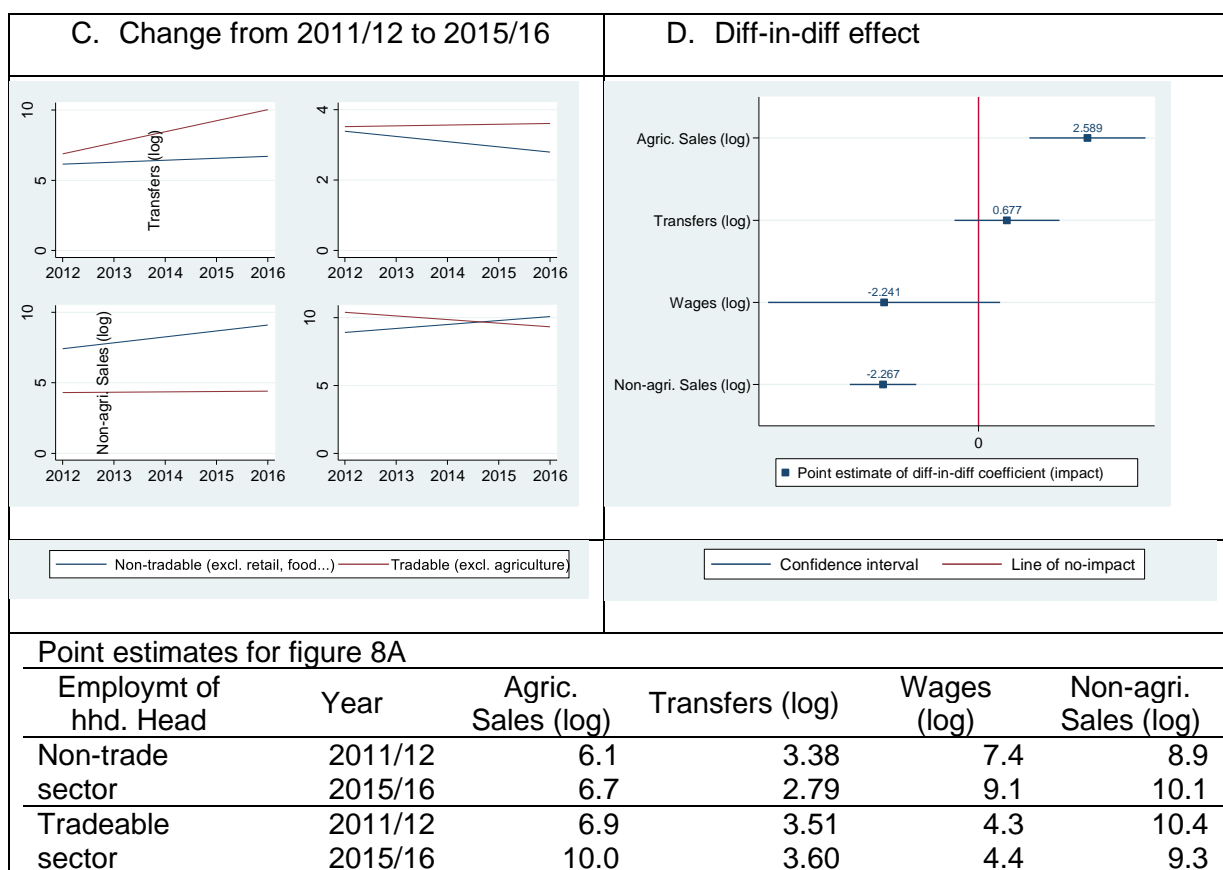 C. Change from 2011/12 to 2015/16
D. Diff-in-diff effect
0 5 10
2012 2013 2014 2015 2016
Transfers (log)
0 2 4
2012 2013 2014 2015 2016
0 5 10
2012 2013 2014 2015 2016
Non-agri. Sales (log)
0 5 10
2012 2013 2014 2015 2016
Non-tradable (excl. retail, food...) Tradable (excl. agriculture)
Agric. Sales (log)
2.589
Transfers (log)
0.677
Wages (log)
-2.241
Non-agri. Sales (log)
-2.267
0
Point estimate of diff-in-diff coefficient (impact)
Confidence interval Line of no-impact
Point estimates for figure 8A
Employmt of hhd. Head Year Agric. Sales (log) Transfers (log) Wages (log) Non-agri. Sales (log)
Non-trade 2011/12 6.1 3.38 7.4 8.9
sector 2015/16 6.7 2.79 9.1 10.1
Tradeable 2011/12 6.9 3.51 4.3 10.4
sector 2015/16 10.0 3.60 4.4 9.3